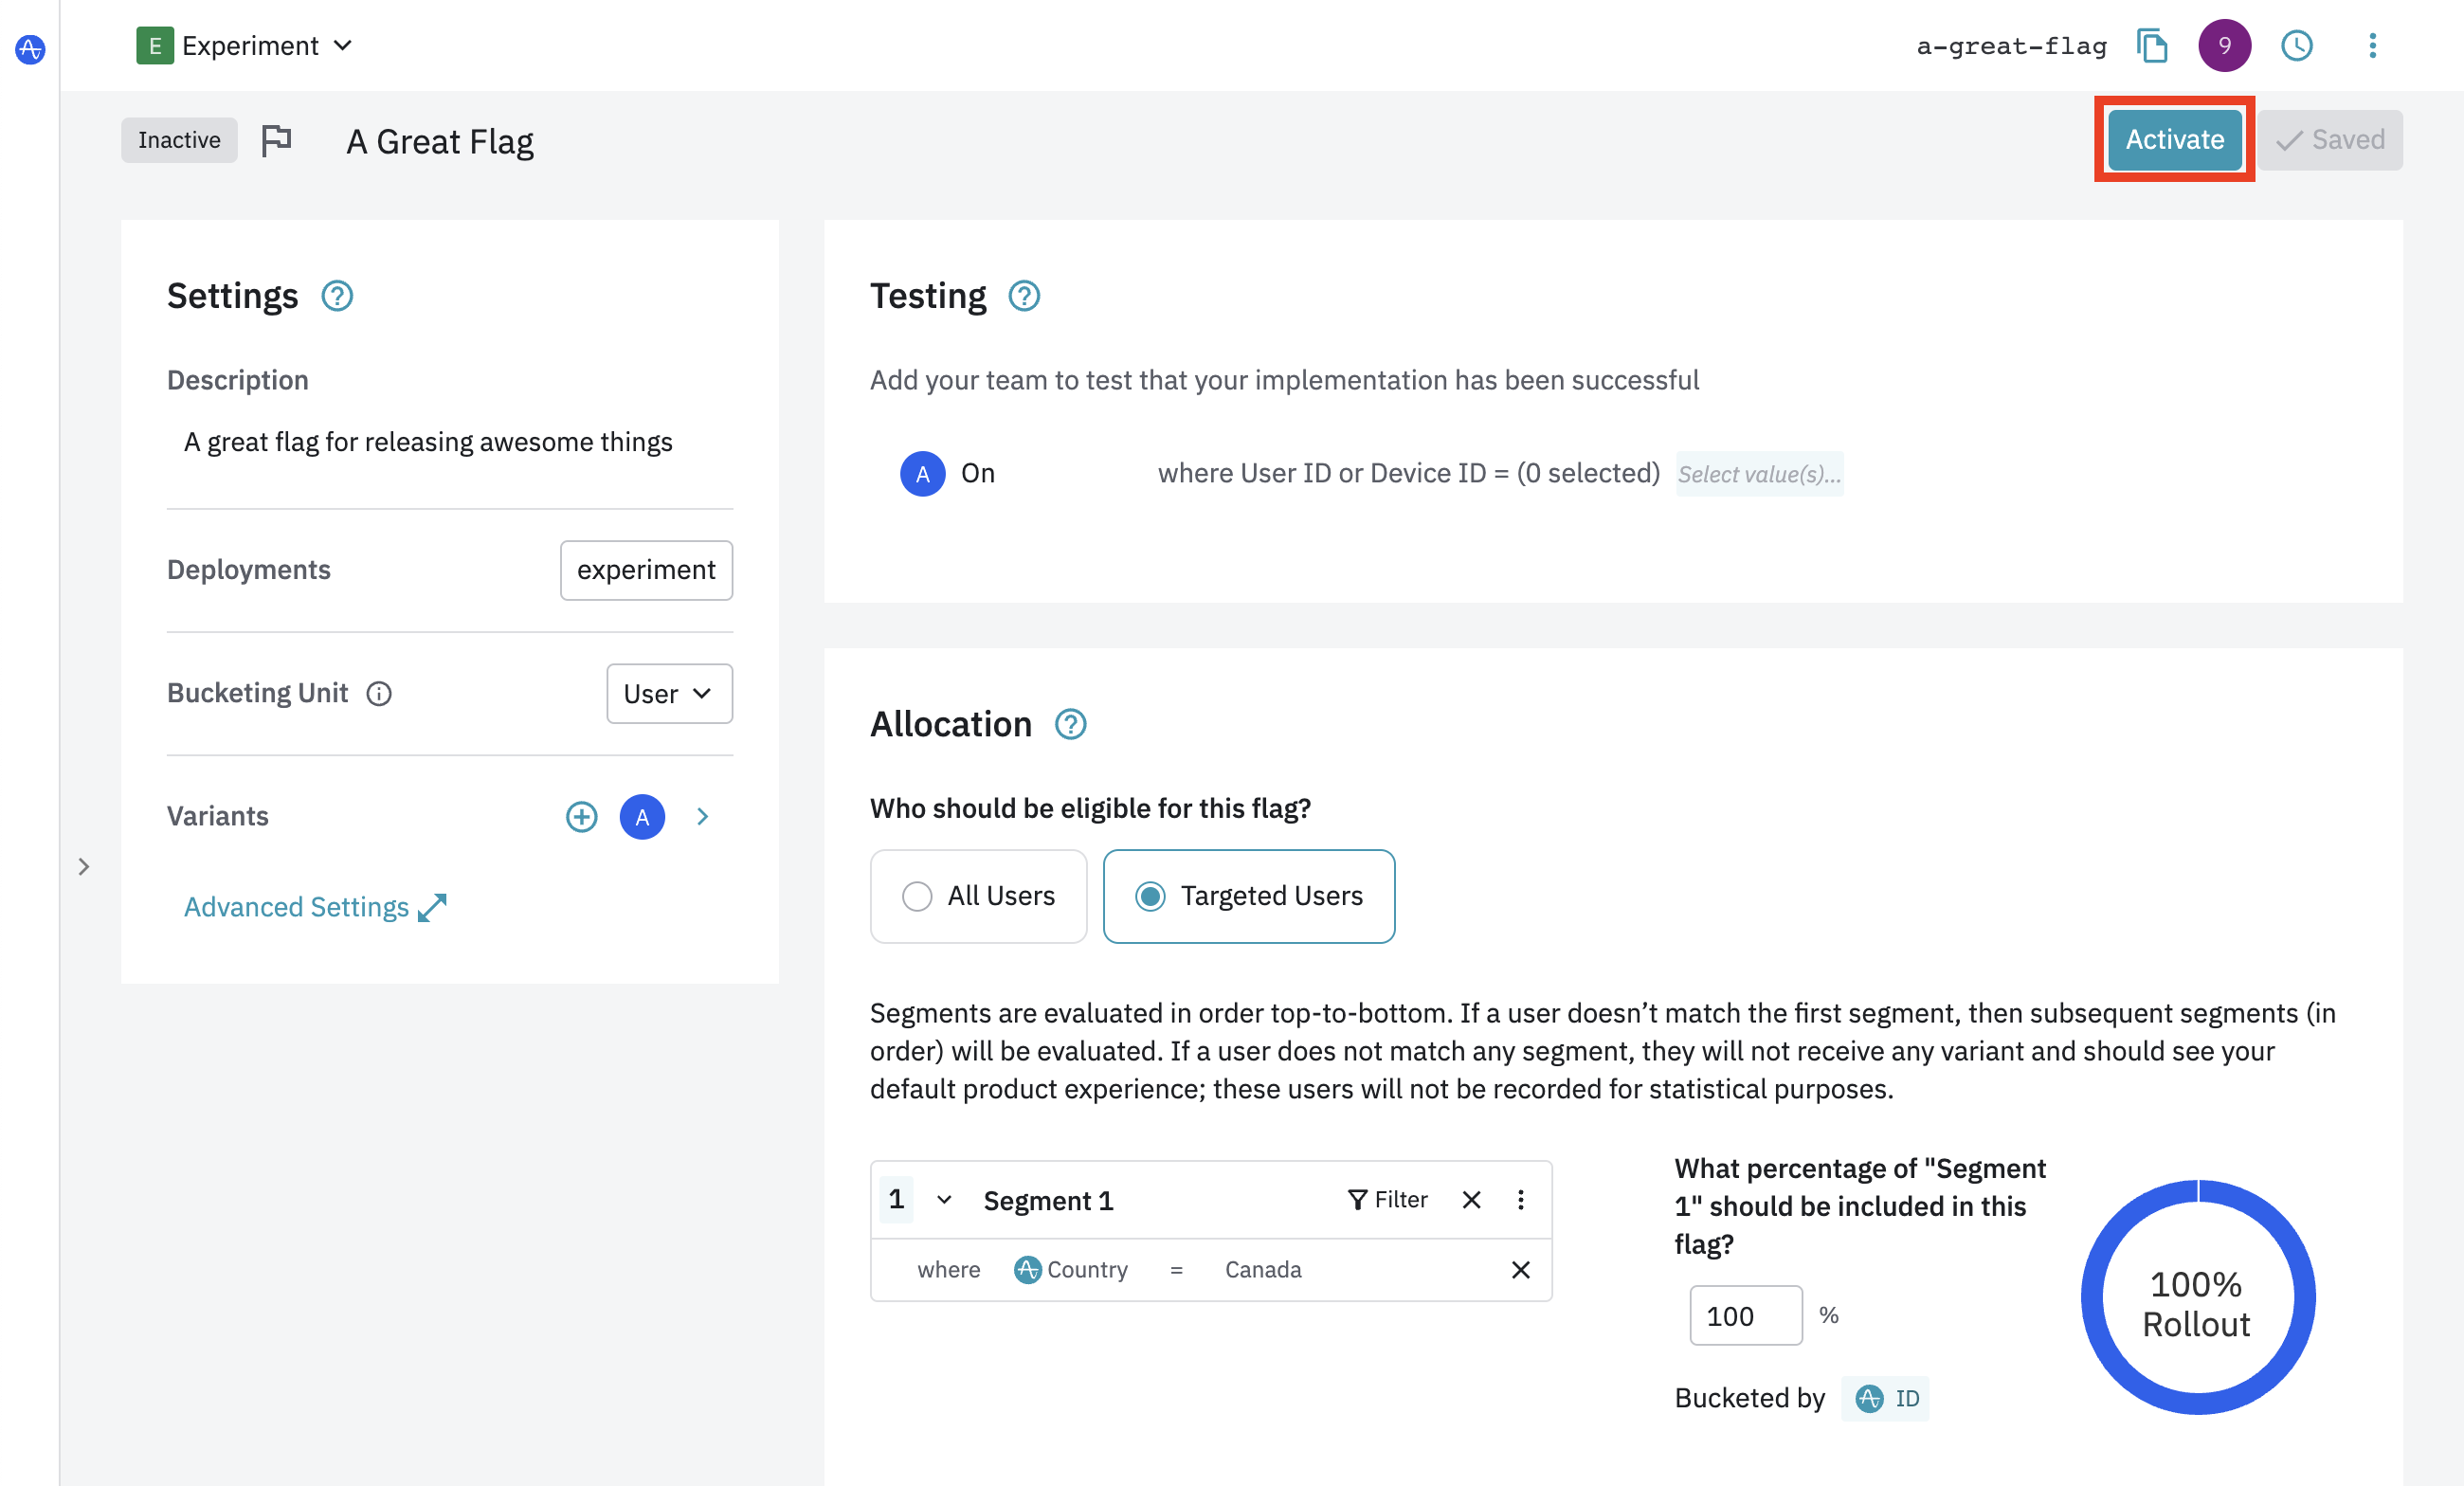 E Experiment
a-great-flag
9
Inactive
A Great Flag
Activate
Saved
Settings
Description
A great flag for releasing awesome things
Deployments
experiment
Bucketing Unit
User
Variants
A
Advanced Settings
Testing
Add your team to test that your implementation has been successful
A On where User ID or Device ID = (0 selected) Select value(s)...
Allocation
Who should be eligible for this flag?
All Users
Targeted Users
Segments are evaluated in order top-to-bottom. If a user doesn’t match the first segment, then subsequent segments (in
order) will be evaluated. If a user does not match any segment, they will not receive any variant and should see your
default product experience; these users will not be recorded for statistical purposes.
1 Segment 1 Filter
where Country = Canada
What percentage of "Segment
1" should be included in this
flag?
100 %
Bucketed by ID
100%
Rollout